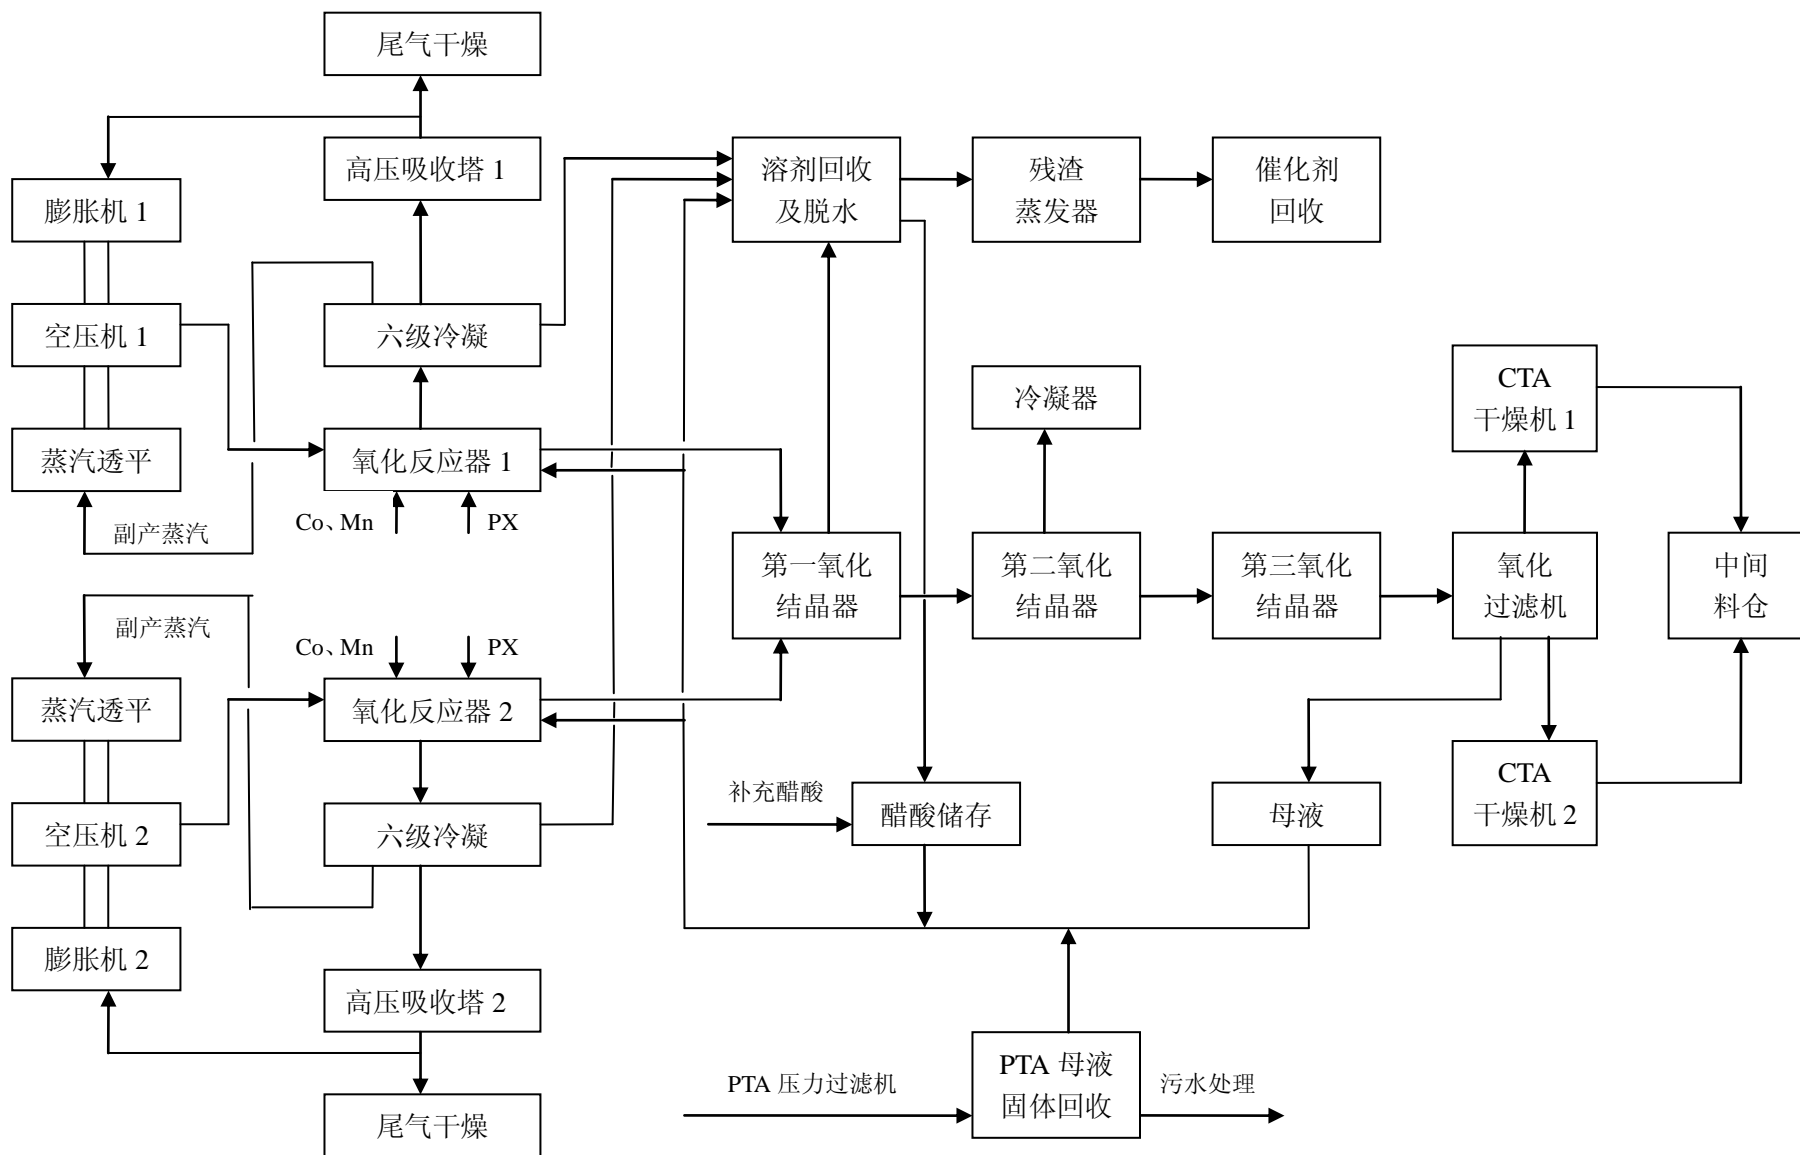 尾气干燥
高压吸收塔 1
溶剂回收
及脱水
残渣
蒸发器
催化剂
回收
膨胀机 1
空压机 1
六级冷凝
冷凝器
CTA
干燥机 1
蒸汽透平
氧化反应器 1
副产蒸汽
Co、Mn
PX
第一氧化
结晶器
第二氧化
结晶器
第三氧化
结晶器
氧化
过滤机
中间
料仓
副产蒸汽
Co、Mn
PX
蒸汽透平
氧化反应器 2
空压机 2
六级冷凝
补充醋酸
醋酸储存
母液
CTA
干燥机 2
膨胀机 2
高压吸收塔 2
PTA 压力过滤机
PTA 母液
固体回收
污水处理
尾气干燥